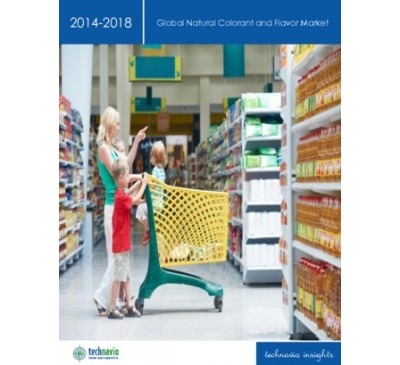 2014-2018
Global Natural Colorant and Flavor Market
technavio
technavio insights